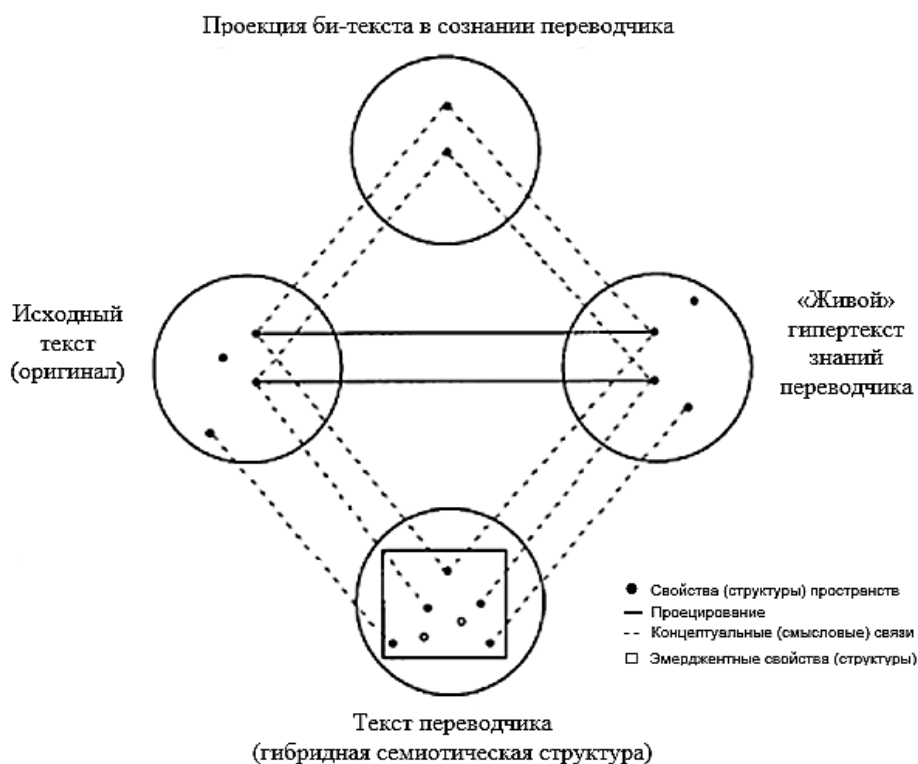 Проекция би-текста в сознании переводчика
Исходный
текст
(оригинал)
«Живой»
гипертекст
знаний
переводчика
Свойства (структуры) пространств
Проецирование
Концептуальные (смысловые) связи
Эмерджентные свойства (структуры)
Текст переводчика
(гибридная семиотическая структура)